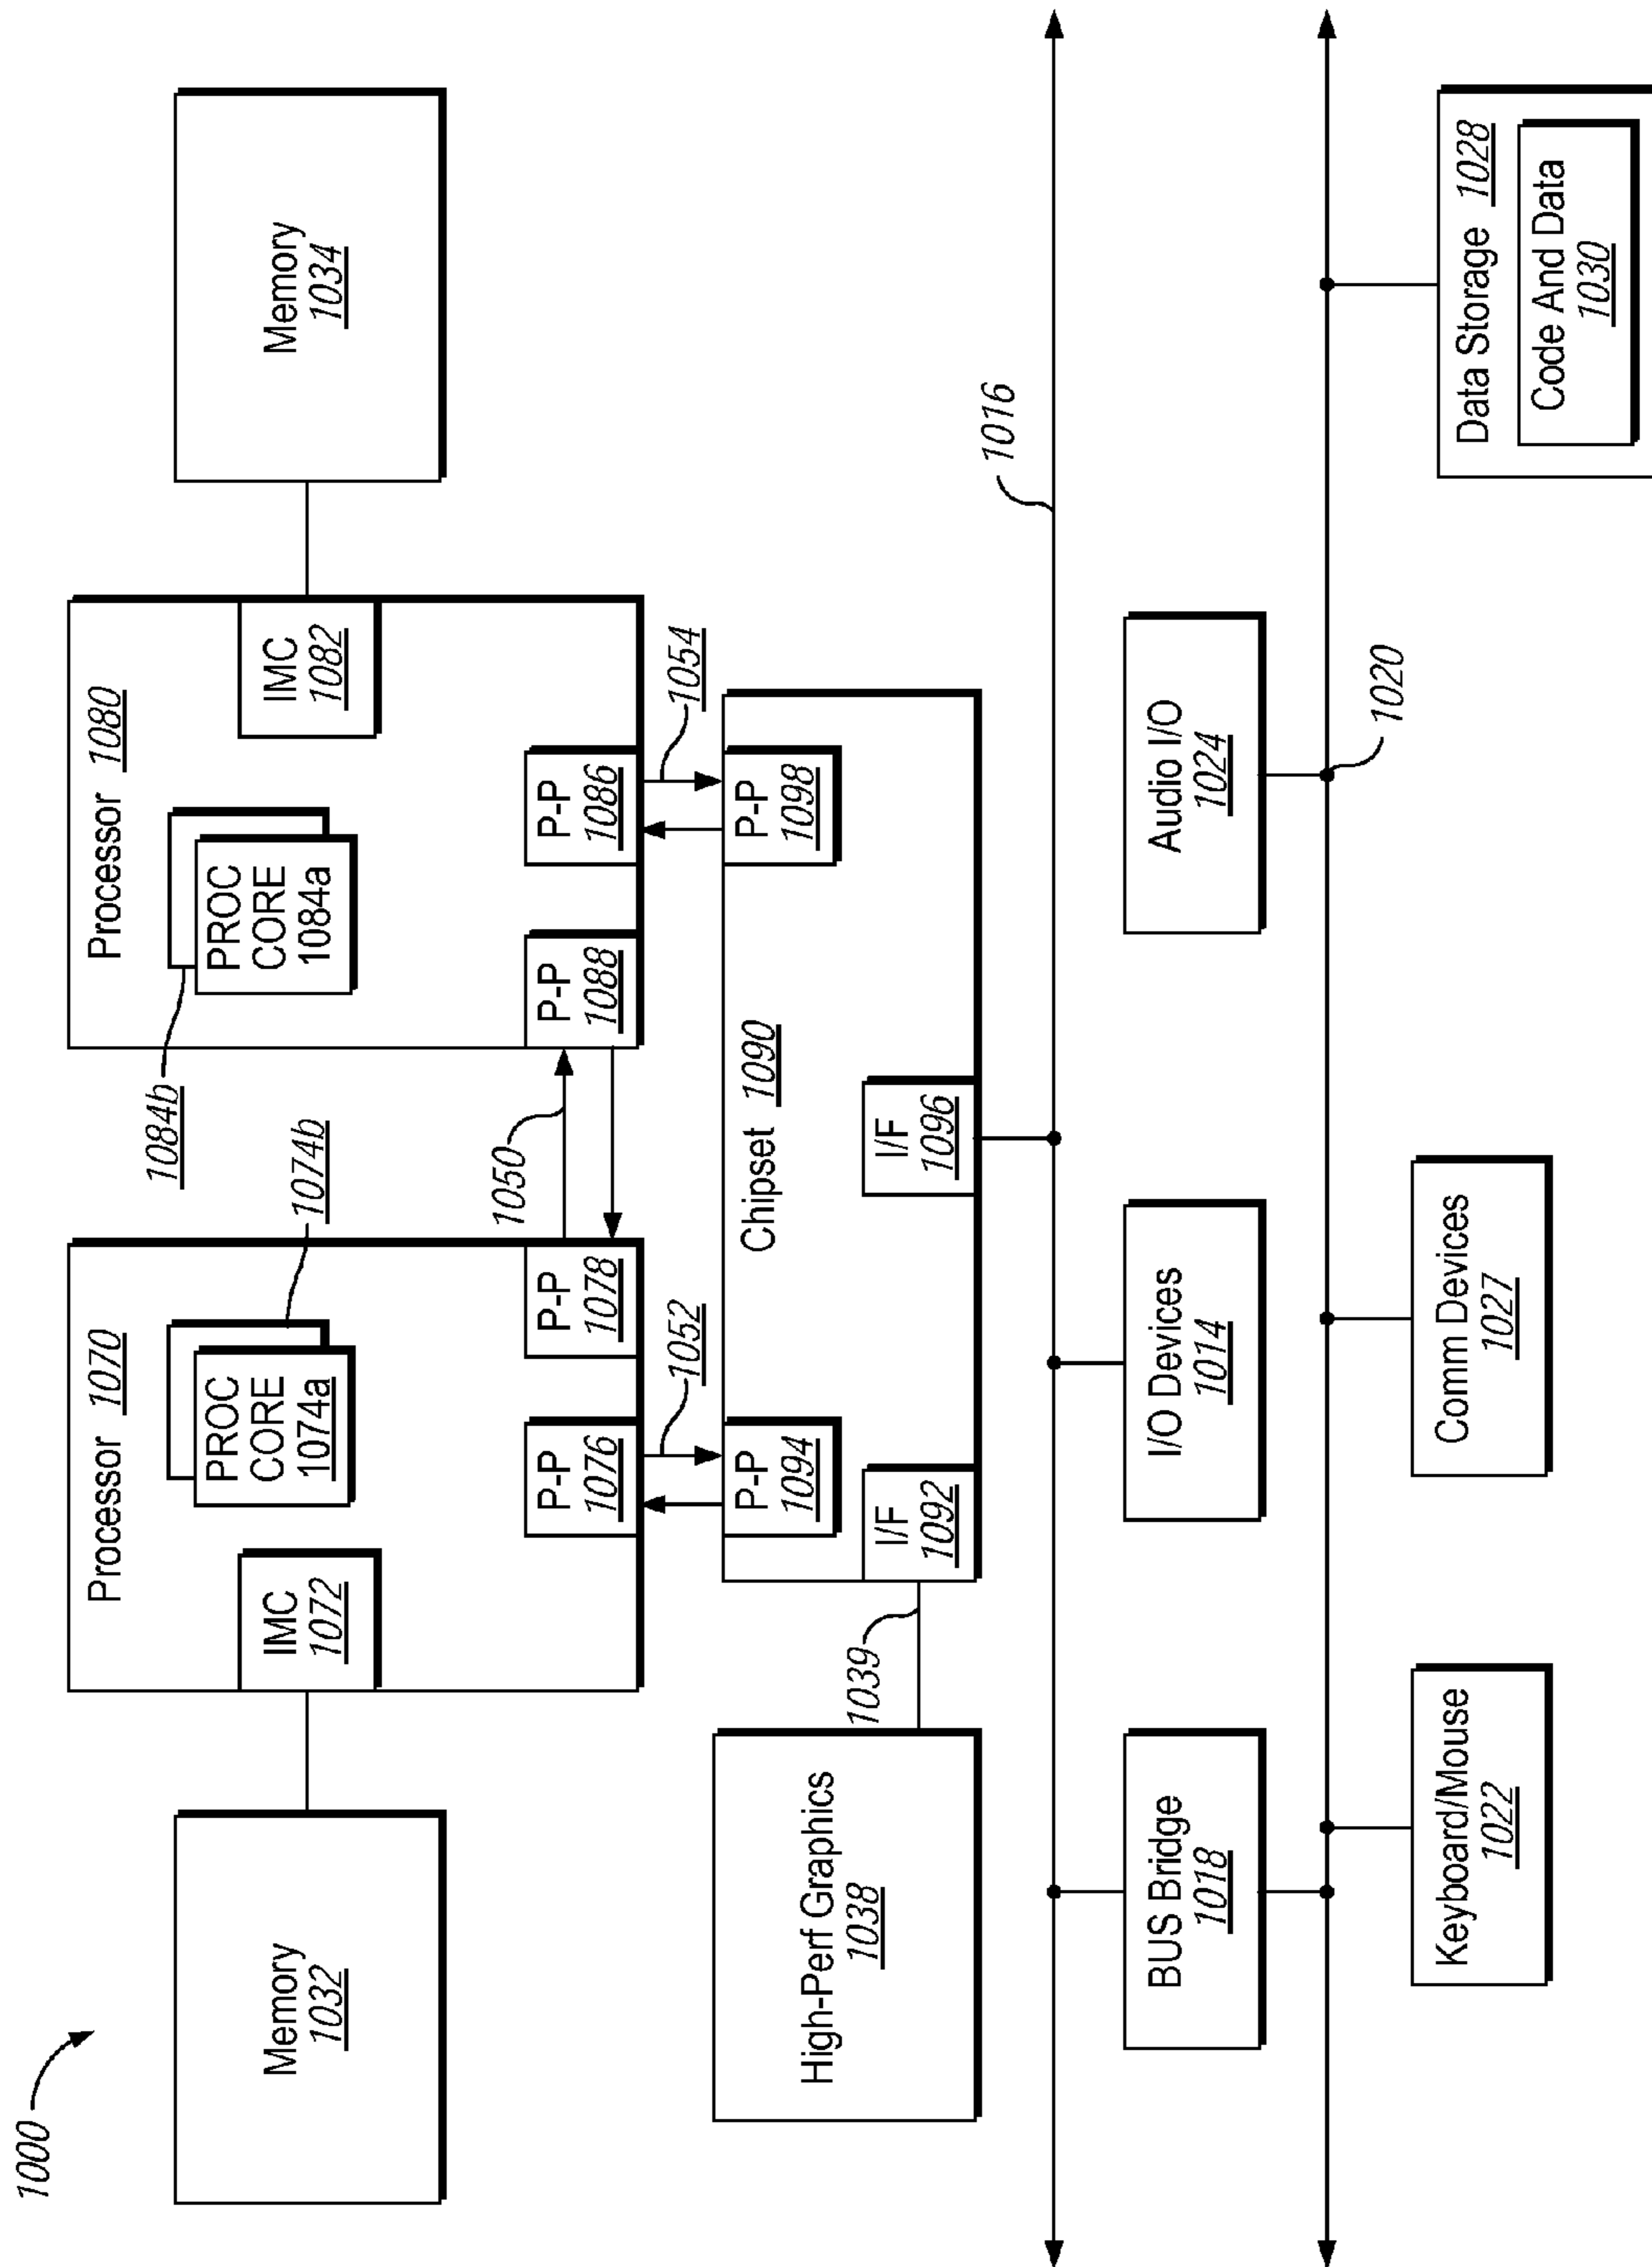 1000
Memory
1032
Processor 1070
IMC
1072
PROC
CORE
1074a
1074b
P-P
1076
P-P
1078
1050
Processor 1080
PROC
CORE
1084a
1084b
IMC
1082
P-P
1088
P-P
1086
Memory
1034
1052
1054
High-Perf Graphics
1038
1039
P-P
1094
I/F
1092
Chipset 1090
P-P
1098
I/F
1096
1016
BUS Bridge
1018
I/O Devices
1014
Audio I/O
1024
1020
Keyboard/Mouse
1022
Comm Devices
1027
Data Storage 1028
Code And Data
1030